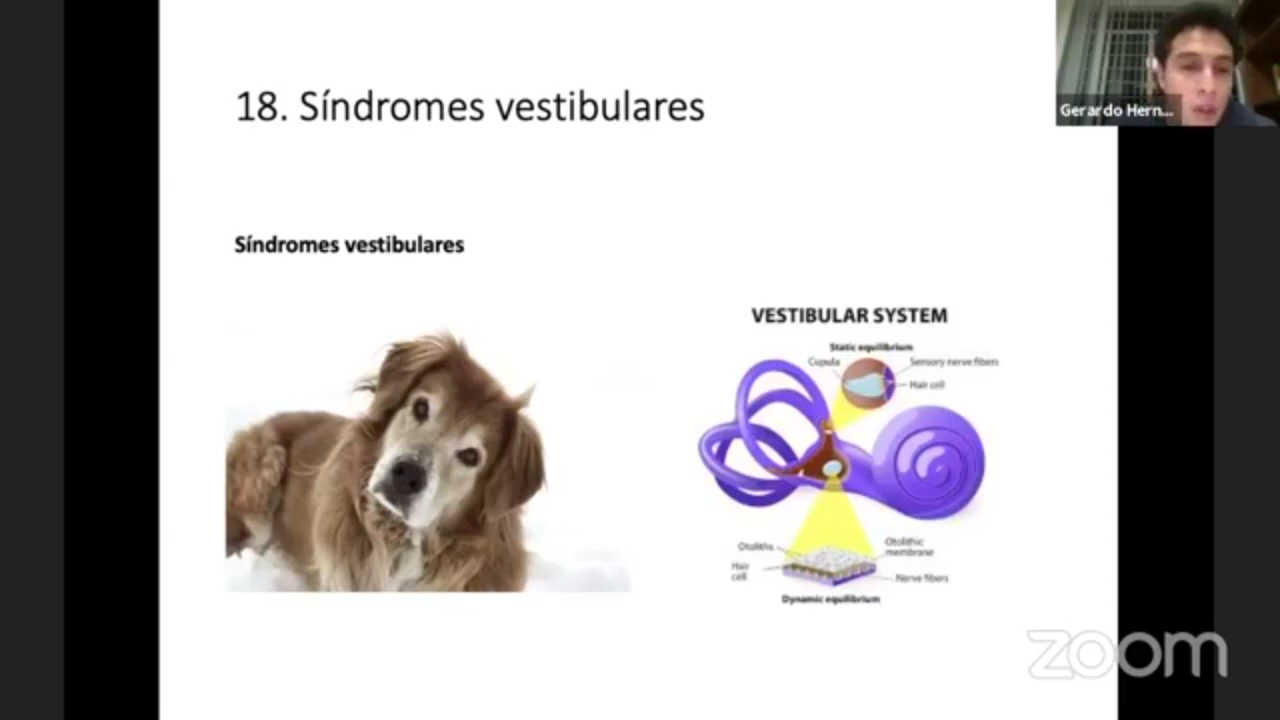 18. Síndromes vestibulares
Gerardo Hern...
Síndromes vestibulares
VESTIBULAR SYSTEM
Static equilibrium
Cupula
Sensory nerve fibers
Hair cell
Otoliths
Otolithic
membrane
Hair
cell
Nerve fibers
Dynamic equilibrium
zoom